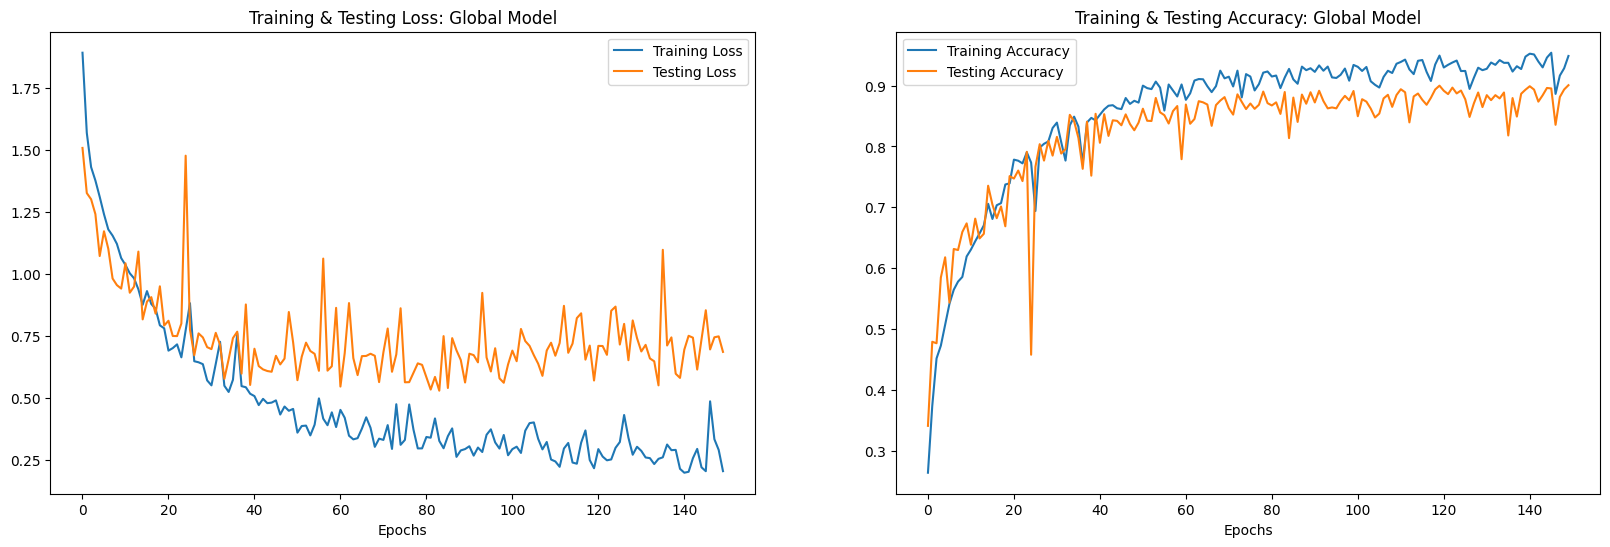 Training & Testing Loss: Global Model
Training Loss
Testing Loss
1.75
1.50
1.25
1.00
0.75
0.50
0.25
0 20 40 60 80 100 120 140
Epochs
Training & Testing Accuracy: Global Model
Training Accuracy
Testing Accuracy
0.9
0.8
0.7
0.6
0.5
0.4
0.3
0 20 40 60 80 100 120 140
Epochs